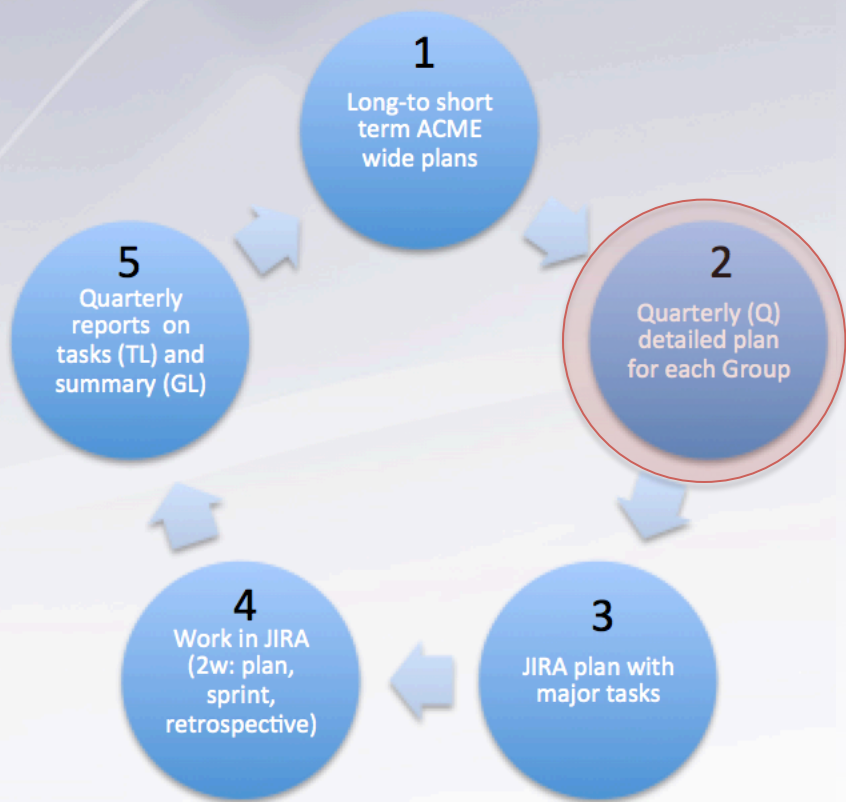 1
Long-to short
term ACME
wide plans
2
Quarterly (Q)
detailed plan
for each Group
3
JIRA plan with
major tasks
4
Work in JIRA
(2w: plan,
sprint,
retrospective)
5
Quarterly
reports on
tasks (TL) and
summary (GL)